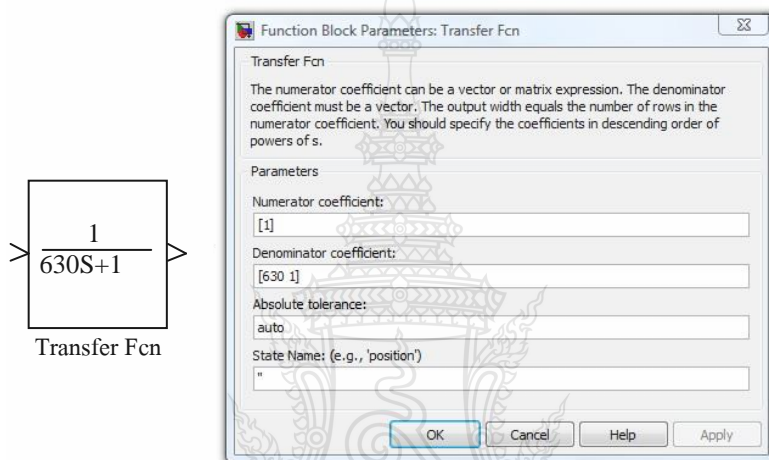 1
630S+1
Transfer Fcn
Function Block Parameters: Transfer Fcn
Transfer Fcn
The numerator coefficient can be a vector or matrix expression. The denominator
coefficient must be a vector. The output width equals the number of rows in the
numerator coefficient. You should specify the coefficients in descending order of
powers of s.
Parameters
Numerator coefficient:
[1]
Denominator coefficient:
[630 1]
Absolute tolerance:
auto
State Name: (e.g., 'position')
''
OK Cancel Help Apply